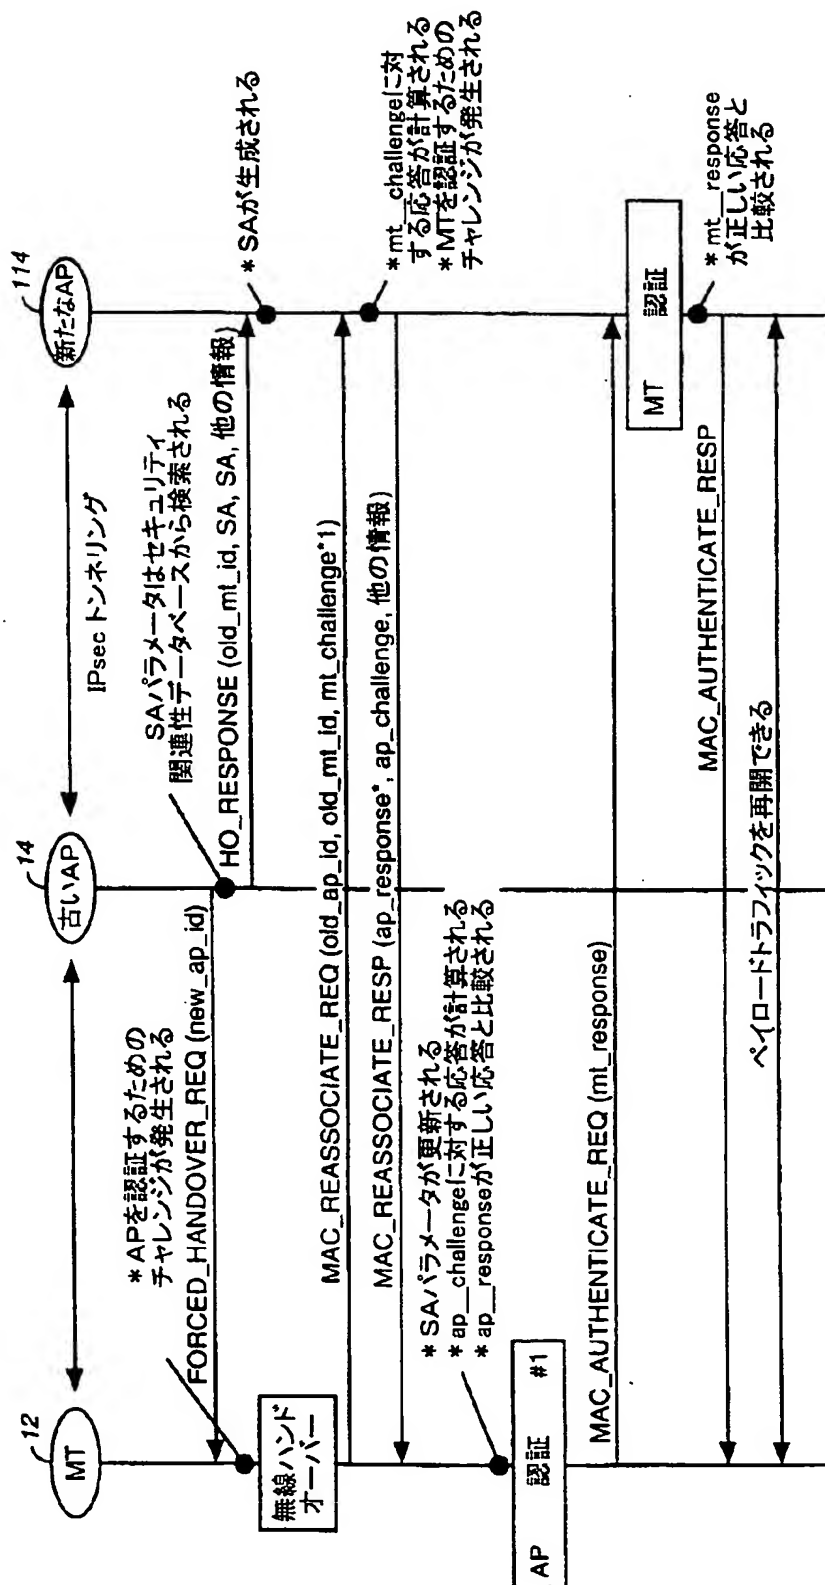 12
MT
14
古いAP
IPsecトンネリング
114
新たなAP
*APを認証するための
チャレンジが発生される
FORCED_HANDOVER_REQ (new_ap_id)
SAパラメータはセキュリティ
関連性データベースから検索される
HO_RESPONSE (old_mt_id, SA, SA, 他の情報)
*SAが生成される
無線ハンド
オーバー
MAC_REASSOCIATE_REQ (old_ap_id, old_mt_id, mt_challenge*1)
*mt_challengeに対
する応答が計算される
*MTを認証するための
チャレンジが発生される
MAC_REASSOCIATE_RESP (ap_response*, ap_challenge, 他の情報)
*SAパラメータが更新される
*ap_challengeに対する応答が計算される
*ap_responseが正しい応答と比較される
AP 認証 #1
MAC_AUTHENTICATE_REQ (mt_response)
MT 認証
*mt_response
が正しい応答と
比較される
MAC_AUTHENTICATE_RESP
ペイロードトラフィックを再開できる